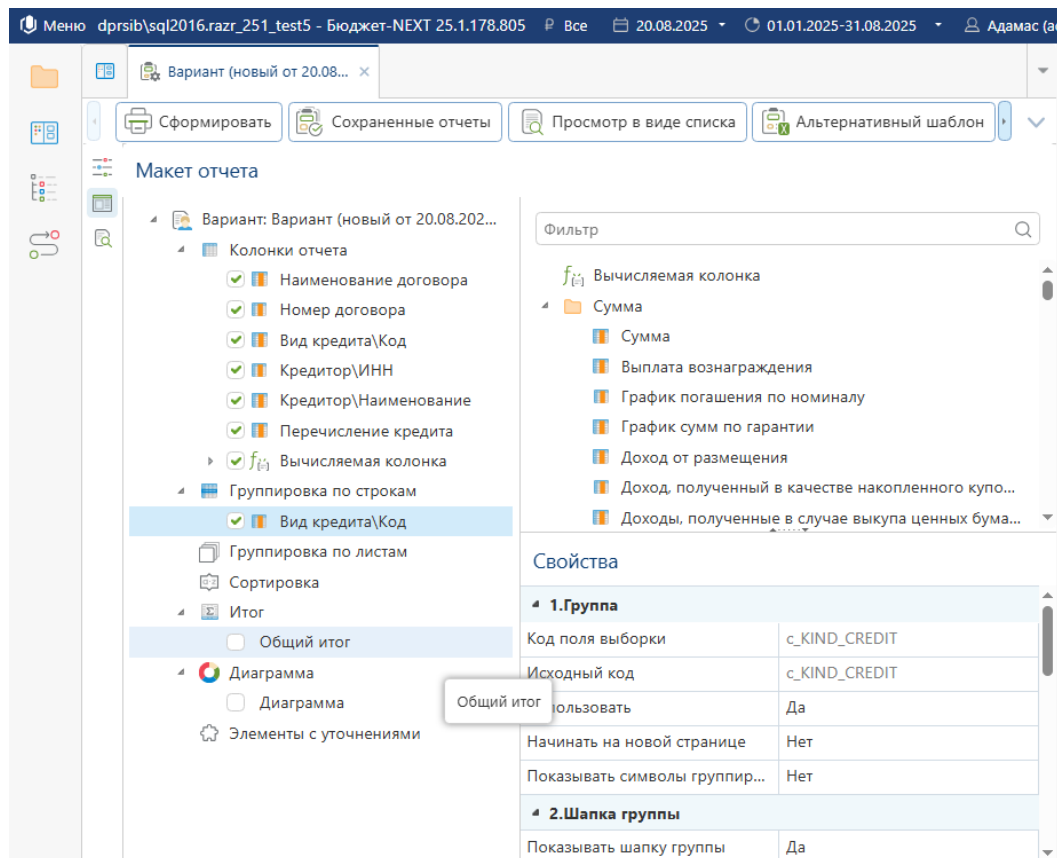 Меню dprsib\sql2016.razr_251_test5 - Бюджет-NEXT 25.1.178.805 ₽ Все 20.08.2025 01.01.2025-31.08.2025 Адамас (а
Вариант (новый от 20.08...
Сформировать Сохраненные отчеты Просмотр в виде списка Альтернативный шаблон
Макет отчета
Вариант: Вариант (новый от 20.08.202...
Колонки отчета
Наименование договора
Номер договора
Вид кредита\Код
Кредитор\ИНН
Кредитор\Наименование
Перечисление кредита
Вычисляемая колонка
Группировка по строкам
Вид кредита\Код
Группировка по листам
Сортировка
Итог
Общий итог
Диаграмма
Диаграмма
Элементы с уточнениями
Общий итог
Фильтр
Вычисляемая колонка
Сумма
Сумма
Выплата вознаграждения
График погашения по номиналу
График сумм по гарантии
Доход от размещения
Доход, полученный в качестве накопленного купо...
Доходы, полученные в случае выкупа ценных бума...
Свойства
1.Группа
Код поля выборки c_KIND_CREDIT
Исходный код c_KIND_CREDIT
пользовать Да
Начинать на новой странице Нет
Показывать символы группир... Нет
2.Шапка группы
Показывать шапку группы Да